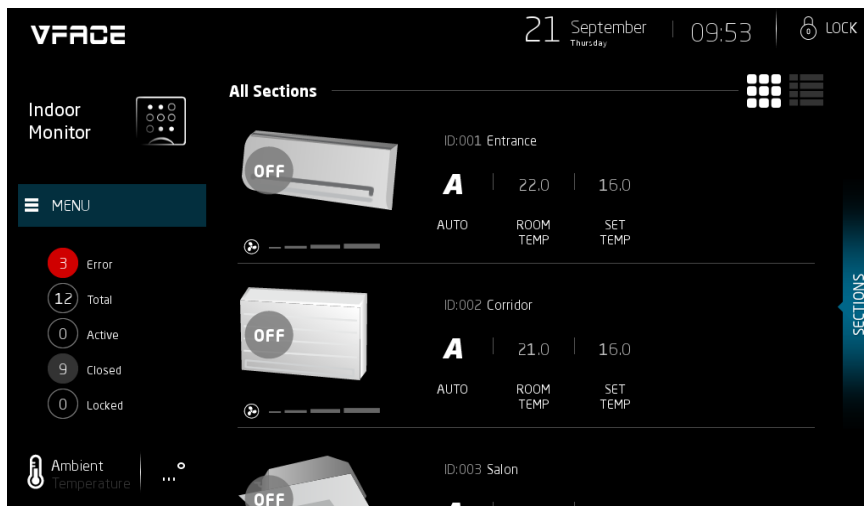 VFACE
21 September
Thursday
09:53
LOCK
Indoor
Monitor
All Sections
MENU
3 Error
12 Total
0 Active
9 Closed
0 Locked
Ambient
Temperature
...°
ID:001 Entrance
OFF
A 22.0 16.0
AUTO ROOM SET
TEMP TEMP
ID:002 Corridor
OFF
A 21.0 16.0
AUTO ROOM SET
TEMP TEMP
ID:003 Salon
OFF
SECTIONS